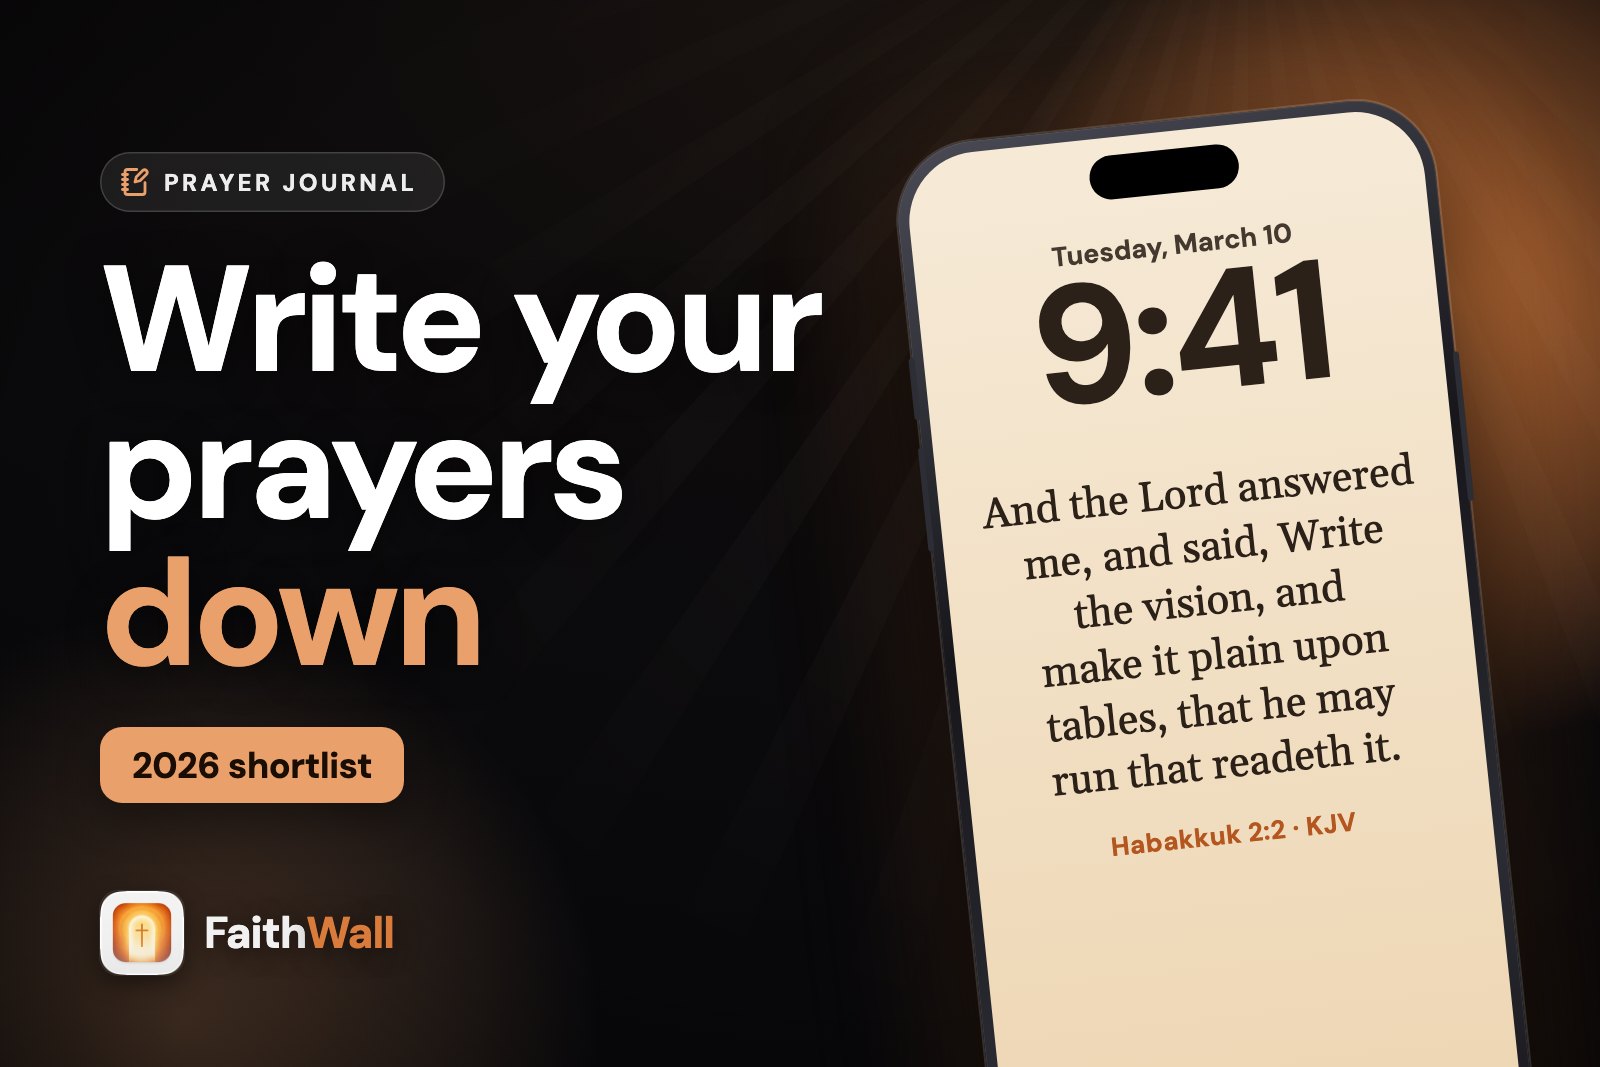 PRAYER JOURNAL
Write your
prayers
down
2026 shortlist
FaithWall
Tuesday, March 10
9:41
And the Lord answered
me, and said, Write
the vision, and
make it plain upon
tables, that he may
run that readeth it.
Habakkuk 2:2 · KJV